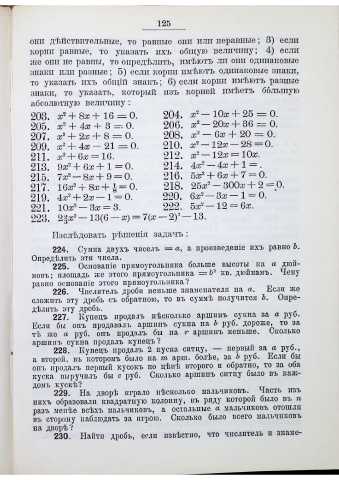 125
они дѣйствительные, то равные они или неравные; 3) если
корни равные, то указать ихъ общую величину; 4) если
же они не равны, то опредѣлить, имѣютъ ли они одинаковые
знаки или разные; 5) если корни имѣютъ одинаковые знаки,
то указать ихъ общій знакъ; 6) если корни имѣютъ разные
знаки, то указать, который изъ корней имѣетъ бо́льшую
абсолютную величину:
203. x² + 8x + 16 = 0. 204. x² — 10x + 25 = 0.
205. x² + 4x + 3 = 0. 206. x² — 20x + 36 = 0.
207. x² + 2x + 8 = 0. 208. x² — 6x + 20 = 0.
209. x² + 4x — 21 = 0. 210. x² — 12x — 28 = 0.
211. x² + 6x = 16. 212. x² — 12x = 10x.
213. 9x² + 6x + 1 = 0. 214. 4x² — 4x + 1 = .
215. 7x² — 8x + 9 = 0. 216. 5x² + 6x + 7 = 0.
217. 16x² + 8x + = 0. 218. 25x² — 300x + 2 = 0.
219. 4x² + 2x — 1 = 0. 220. 6x² — 3x — 1 = 0.
221. 10x² — 3x = 3. 222. 5x² — 12 = 6x.
223. x² — 13(6 — x) = 7(x — 2)² — 13.
Изслѣдовать рѣшенія задачъ:
224. Сумма двухъ чиселъ = a, а произведеніе ихъ равно b.
Опредѣлить эти числа.
225. Основаніе прямоугольника больше высоты на a дюй-
мовъ; площадь же этого прямоугольника = b² кв. дюймамъ. Чему
равно основаніе этого прямоугольника?
226. Числитель дроби меньше знаменателя на a. Если же
сложить эту дробь съ обратною, то въ суммѣ получится b. Опре-
дѣлить эту дробь.
227. Купецъ продалъ нѣсколько аршинъ сукна за a руб.
Если бы онъ продавалъ аршинъ сукна на b руб. дороже, то за
тѣ же a руб. онъ продалъ бы на r аршинъ меньше. Сколько
аршинъ сукна продалъ купецъ?
228. Купецъ продалъ 2 куска ситцу, — первый за a руб.,
а второй, въ которомъ было на m арш. болѣе, за b руб. Если бы
онъ продалъ первый кусокъ по цѣнѣ второго и обратно, то за оба
куска выручилъ бы c руб. Сколько аршинъ ситцу было въ каж-
домъ кускѣ?
229. На дворѣ играло нѣсколько мальчиковъ. Часть изъ
нихъ образовали квадратную колонну, въ ряду которой было въ n
разъ менѣе всѣхъ мальчиковъ, а остальные a мальчиковъ отошли
въ сторону наблюдать за игрою. Сколько было всего мальчиковъ
на дворѣ?
230. Найти дробь, если извѣстно, что числитель и знаме-